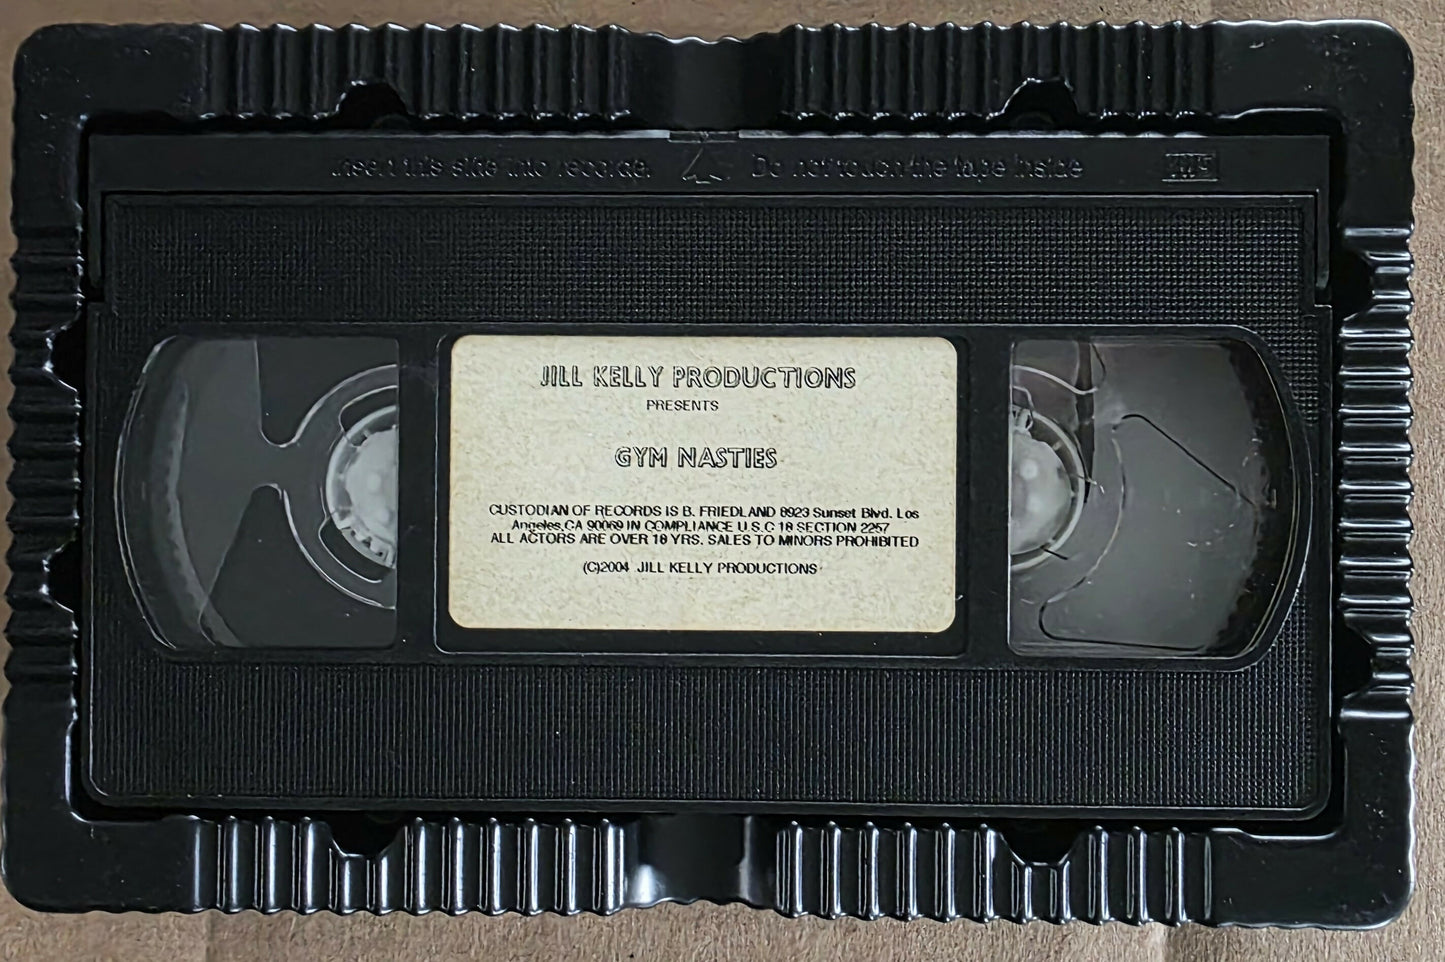 Insert this side into recorder.
Do not touch the tape inside
VHS
JILL KELLY PRODUCTIONS
PRESENTS
GYM NASTIES
CUSTODIAN OF RECORDS IS B. FRIEDLAND 8923 Sunset Blvd. Los
Angeles,CA 90069 IN COMPLIANCE U.S.C 18 SECTION 2257
ALL ACTORS ARE OVER 18 YRS. SALES TO MINORS PROHIBITED
(C)2004 JILL KELLY PRODUCTIONS